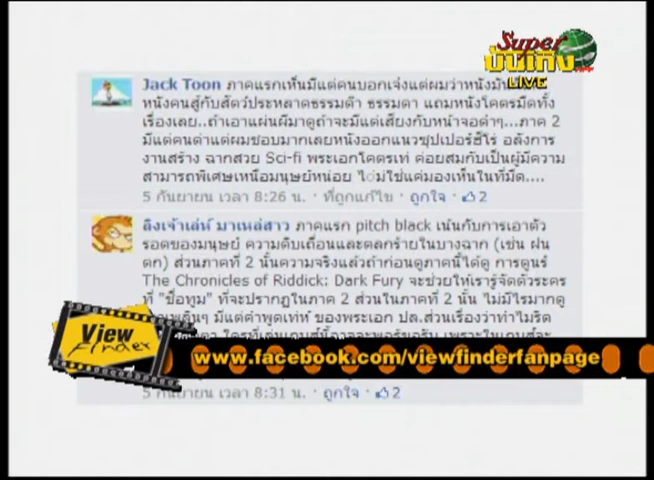 Super
บันเทิง
LIVE
Jack Toon ภาคแรกเห็นมีแต่คนบอกเจ๋งแต่ผมว่าหนังมัน
หนังคนสู้กับสัตว์ประหลาดธรรมด๊า ธรรมดา แถมหนังโคตรมืดทั้ง
เรื่องเลย..ถ้าเอาแผ่นผีมาดูถ้าจะมีแต่เสียงกับหน้าจอดำๆ...ภาค 2
มีแต่คนด่าแต่ผมชอบมากเลยหนังออกแนวซุปเปอร์ฮีโร่ อลังการ
งานสร้าง ฉากสวย Sci-fi พระเอกโคตรเท่ ค่อยสมกับเป็นผู้มีความ
สามารถพิเศษเหนือมนุษย์หน่อย ไม่ใช่แค่มองเห็นในที่มืด....
5 กันยายน เวลา 8:26 น. · ที่ถูกแก้ไข · ถูกใจ · 2
ลิงเจ้าเล่ห์ มาเหล่สาว ภาคแรก pitch black เน้นกับการเอาตัว
รอดของมนุษย์ ความดิบเถื่อนและตลกร้ายในบางฉาก (เช่น ฝน
ตก) ส่วนภาคที่ 2 นั้นความจริงแล้วถ้าก่อนดูภาคนี้ได้ดู การตูนร์
The Chronicles of Riddick: Dark Fury จะช่วยให้เรารู้จัดตัวระคร
ที่ "ชื่อทูม" ที่จะปรากฏในภาค 2 ส่วนในภาคที่ 2 นั้น ไม่มีไรมากดู
เพลินๆ มีแต่คำพูดเท่ห์ ของพระเอก ปล.ส่วนเรื่องว่าทำไมริด
View
Finder
www.facebook.com/viewfinderfanpage
5 กันยายน เวลา 8:31 น. · ถูกใจ · 2